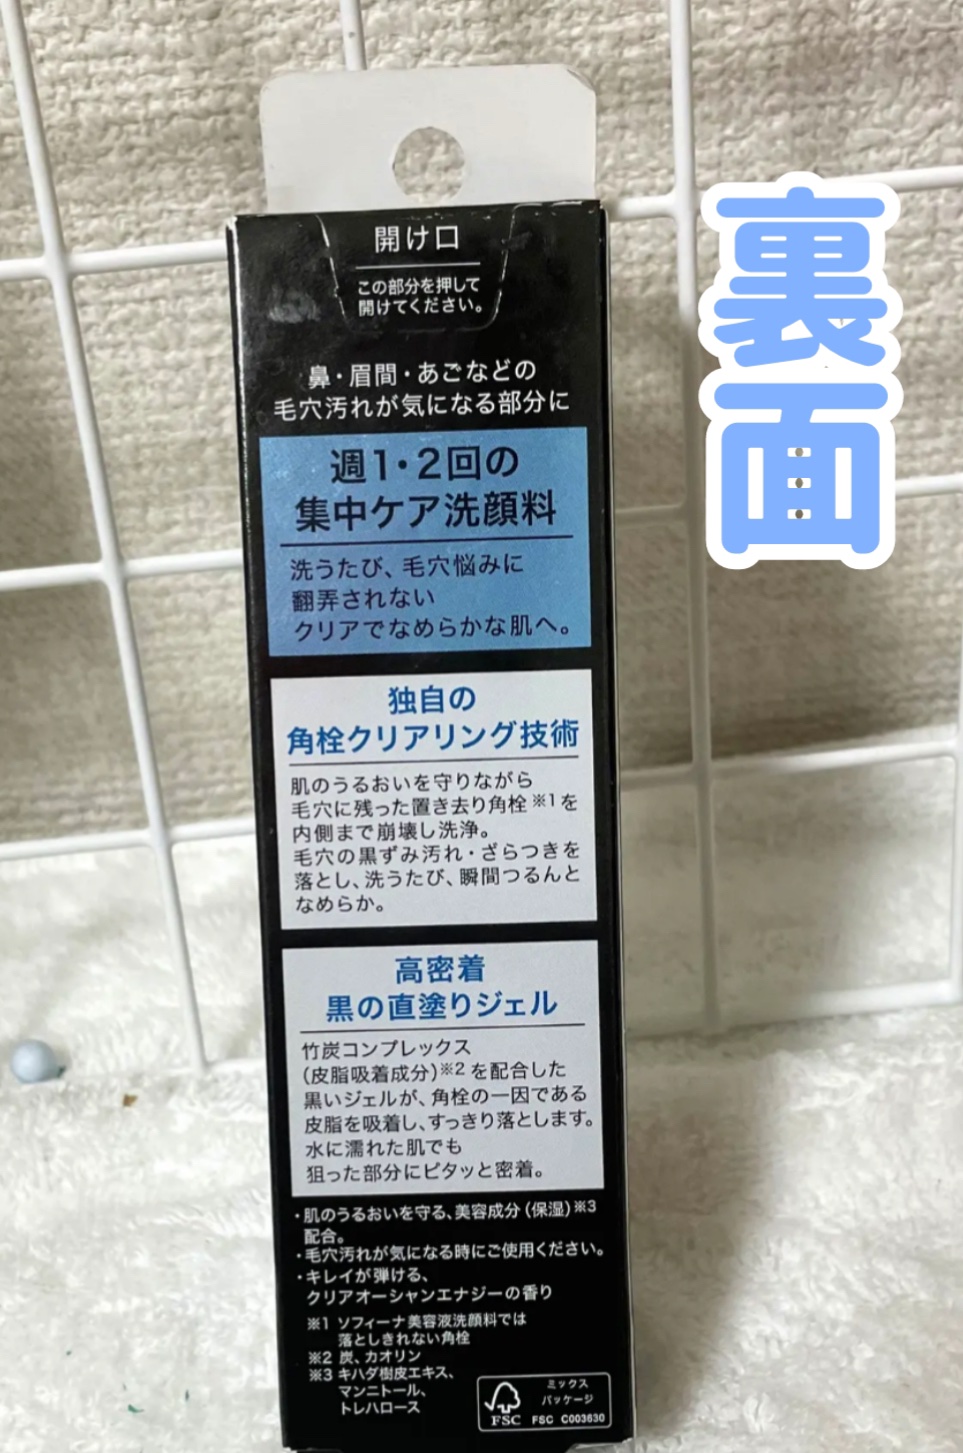 裏面
開け口
この部分を押して
開けてください。
鼻・眉間・あごなどの
毛穴汚れが気になる部分に
週1・2回の
集中ケア洗顔料
洗うたび、毛穴悩みに
翻弄されない
クリアでなめらかな肌へ。
独自の
角栓クリアリング技術
肌のうるおいを守りながら
毛穴に残った置き去り角栓※1を
内側まで崩壊し洗浄。
毛穴の黒ずみ汚れ・ざらつきを
落とし、洗うたび、瞬間つるんと
なめらか。
高密着
黒の直塗りジェル
竹炭コンプレックス
(皮脂吸着成分)※2を配合した
黒いジェルが、角栓の一因である
皮脂を吸着し、すっきり落とします。
水に濡れた肌でも
狙った部分にピタッと密着。
・肌のうるおいを守る、美容成分(保湿)※3
配合。
・毛穴汚れが気になる時にご使用ください。
・キレイが弾ける、
クリアオーシャンエナジーの香り
※1 ソフィーナ美容液洗顔料では
落としきれない角栓
※2 炭、カオリン
※3 キハダ樹皮エキス、
マンニトール、
トレハロース
ミックス
パッケージ
FSC FSC C003630